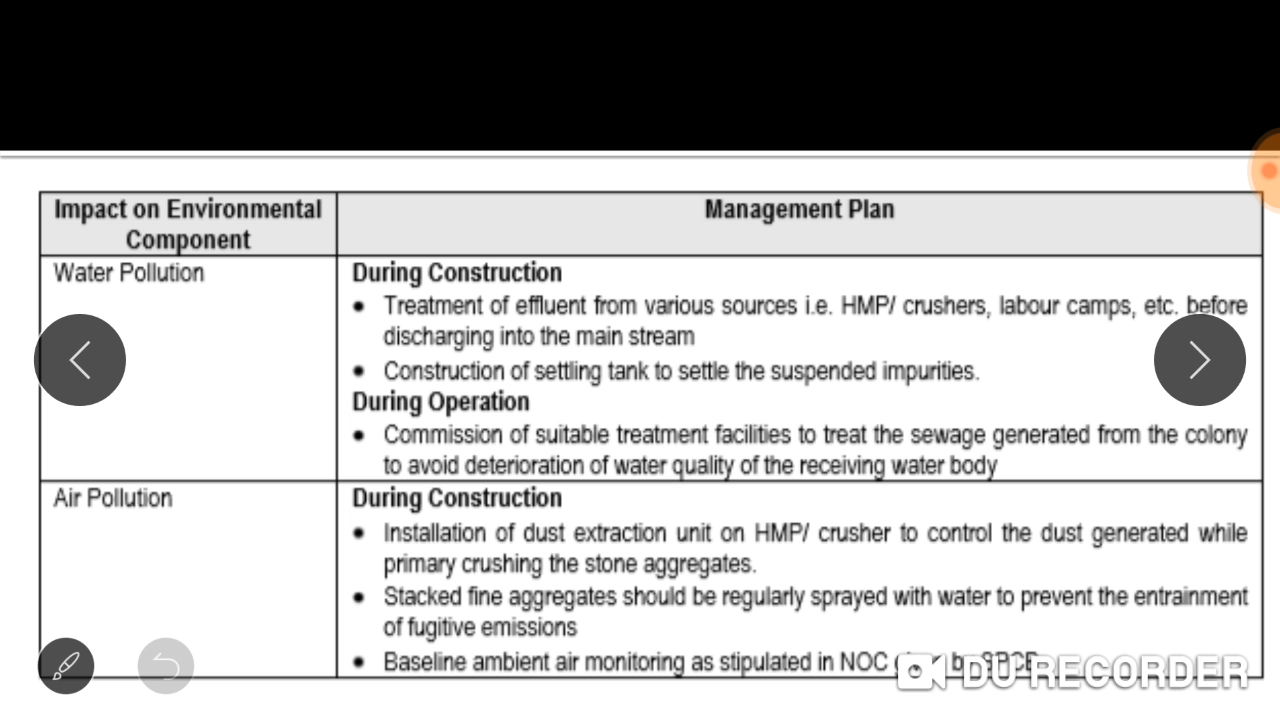 Impact on Environmental
Component
Management Plan
Water Pollution
During Construction
• Treatment of effluent from various sources i.e. HMP/ crushers, labour camps, etc. before
discharging into the main stream
• Construction of settling tank to settle the suspended impurities.
During Operation
• Commission of suitable treatment facilities to treat the sewage generated from the colony
to avoid deterioration of water quality of the receiving water body
Air Pollution
During Construction
• Installation of dust extraction unit on HMP/ crusher to control the dust generated while
primary crushing the stone aggregates.
• Stacked fine aggregates should be regularly sprayed with water to prevent the entrainment
of fugitive emissions
• Baseline ambient air monitoring as stipulated in NOC
DU RECORDER